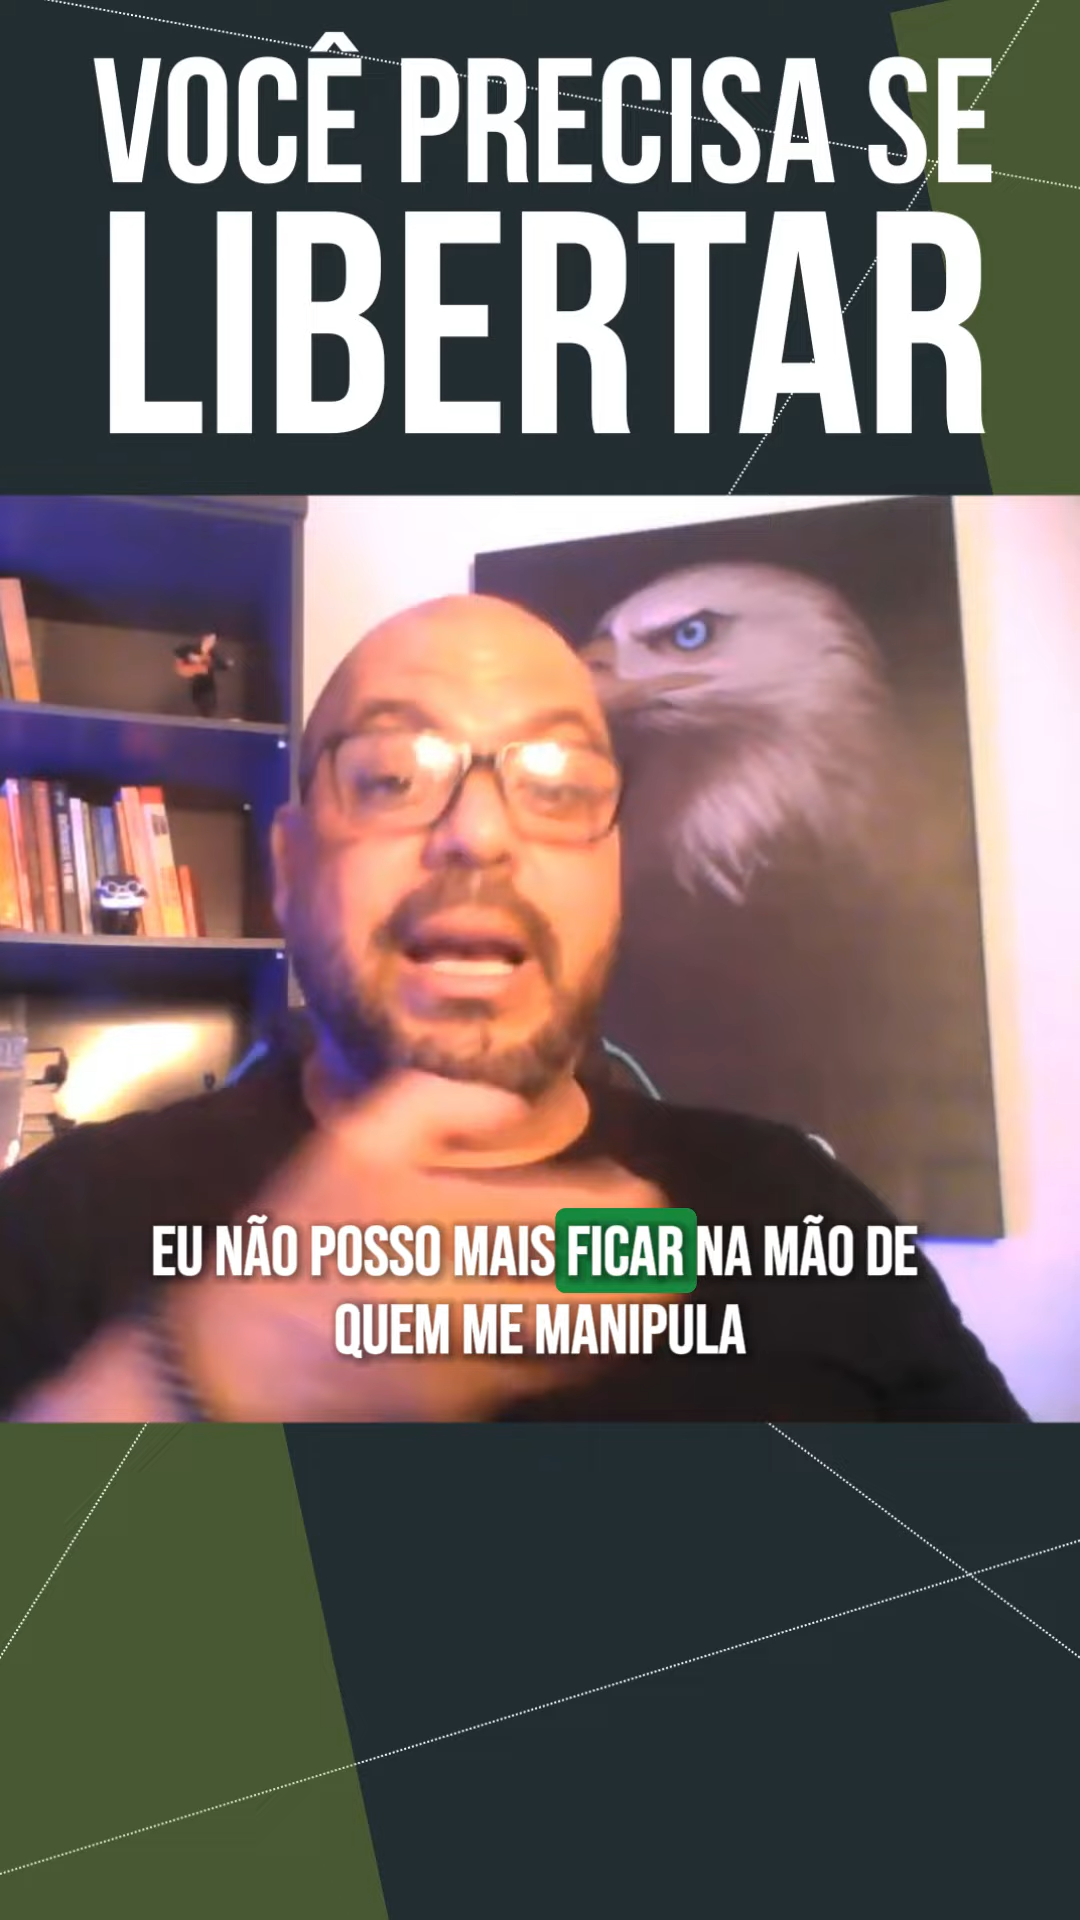 VOCÊ PRECISA SE
LIBERTAR
EU NÃO POSSO MAIS FICAR NA MÃO DE
QUEM ME MANIPULA